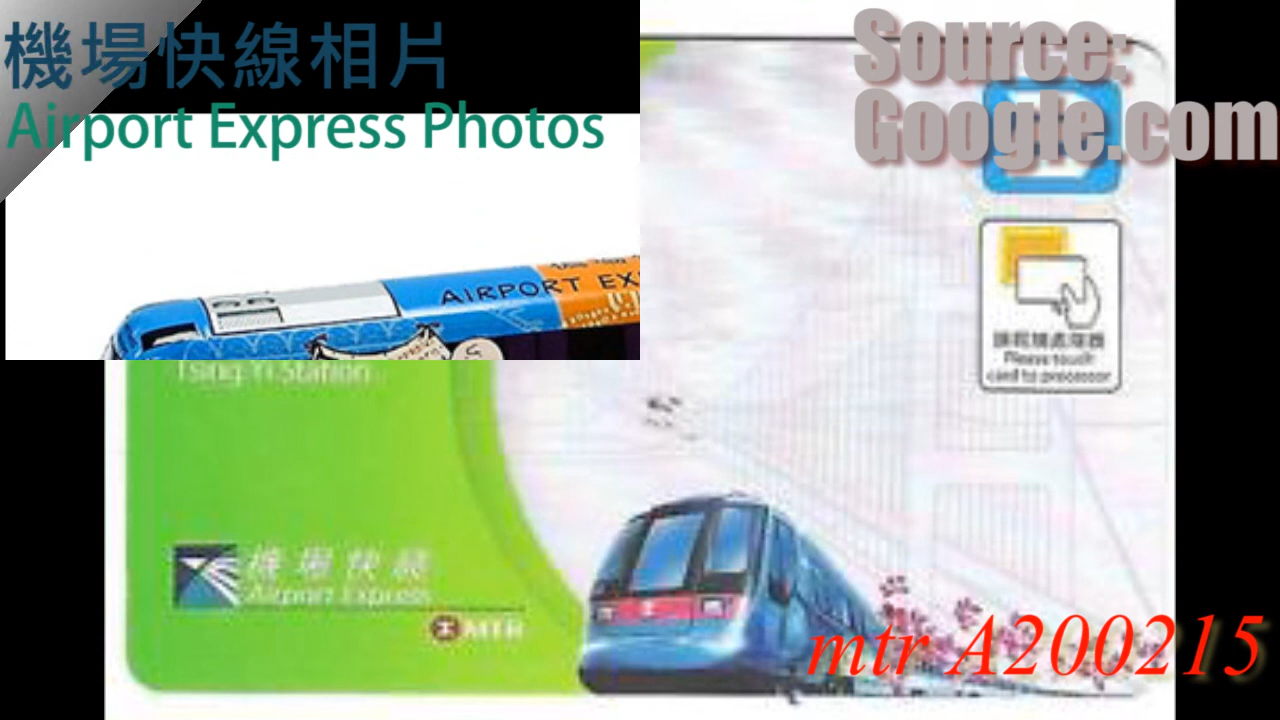 機場快線相片
Airport Express Photos
Source:
Google.com
AIRPORT EX
請輕觸處理器
Please touch
card to processor
Tsing Yi Station
機場快綫
Airport Express
MTR
mtr A200215